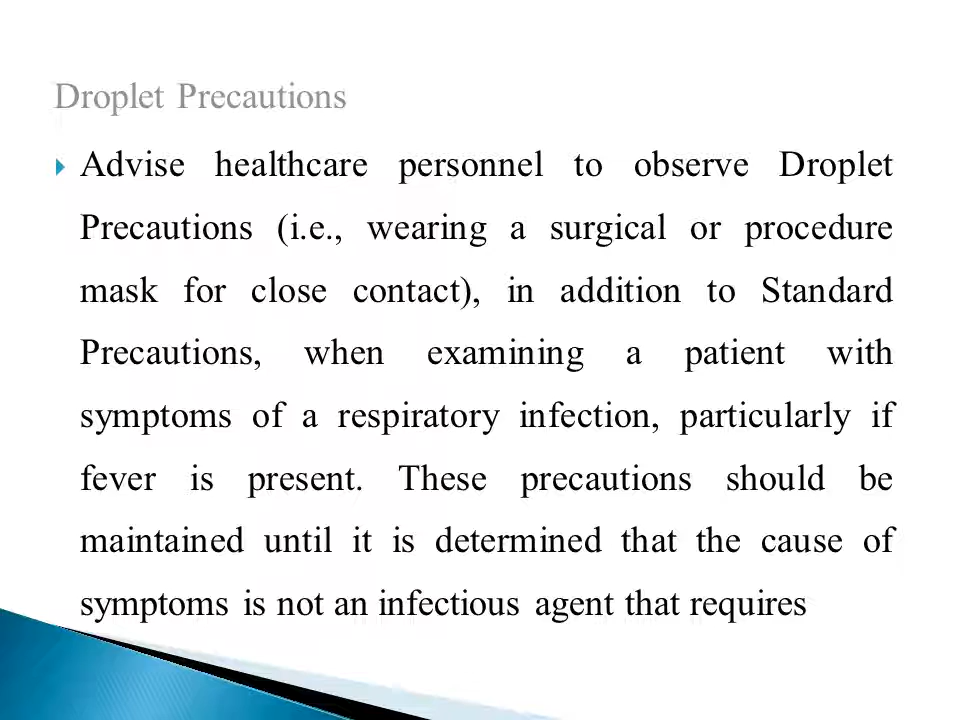 Droplet Precautions
Advise healthcare personnel to observe Droplet
Precautions (i.e., wearing a surgical or procedure
mask for close contact), in addition to Standard
Precautions, when examining a patient with
symptoms of a respiratory infection, particularly if
fever is present. These precautions should be
maintained until it is determined that the cause of
symptoms is not an infectious agent that requires